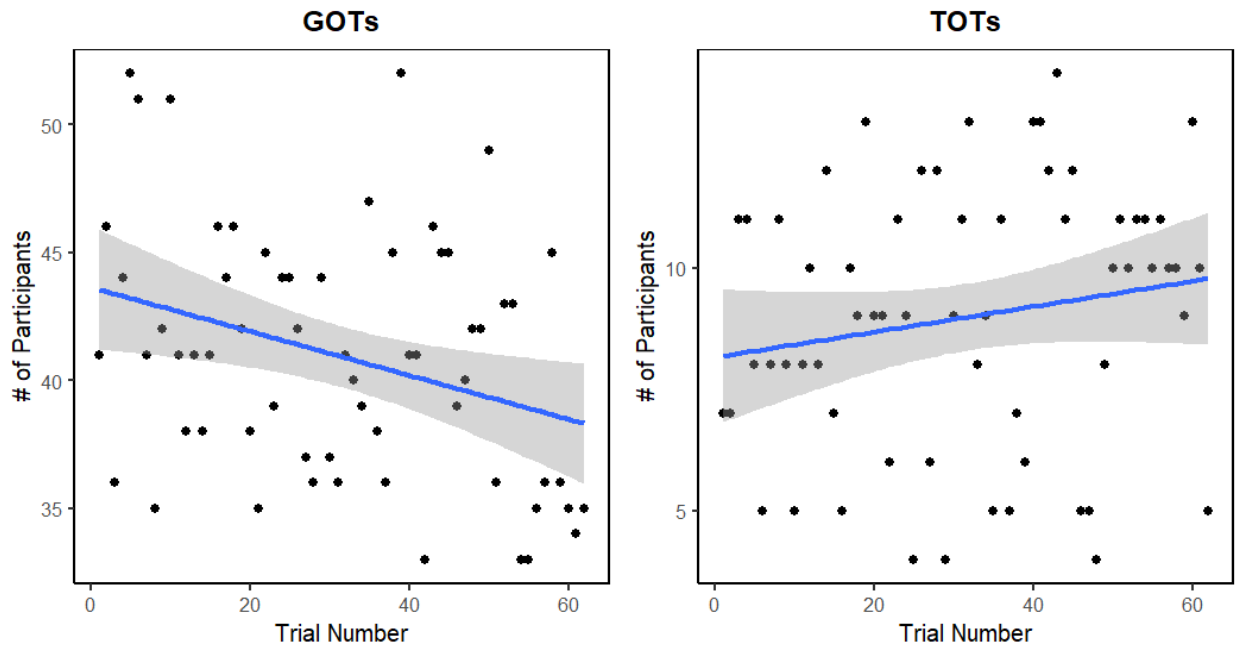 GOTs
# of Participants
50
45
40
35
0 20 40 60
Trial Number
TOTs
# of Participants
10
5
0 20 40 60
Trial Number